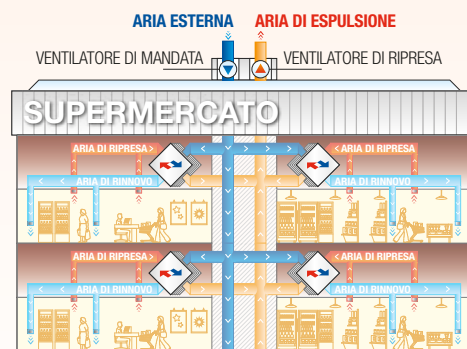 ARIA ESTERNA ARIA DI ESPULSIONE
VENTILATORE DI MANDATA VENTILATORE DI RIPRESA
SUPERMERCATO
ARIA DI RIPRESA ARIA DI RIPRESA
ARIA DI RINNOVO ARIA DI RINNOVO
ARIA DI RIPRESA ARIA DI RIPRESA
ARIA DI RINNOVO ARIA DI RINNOVO